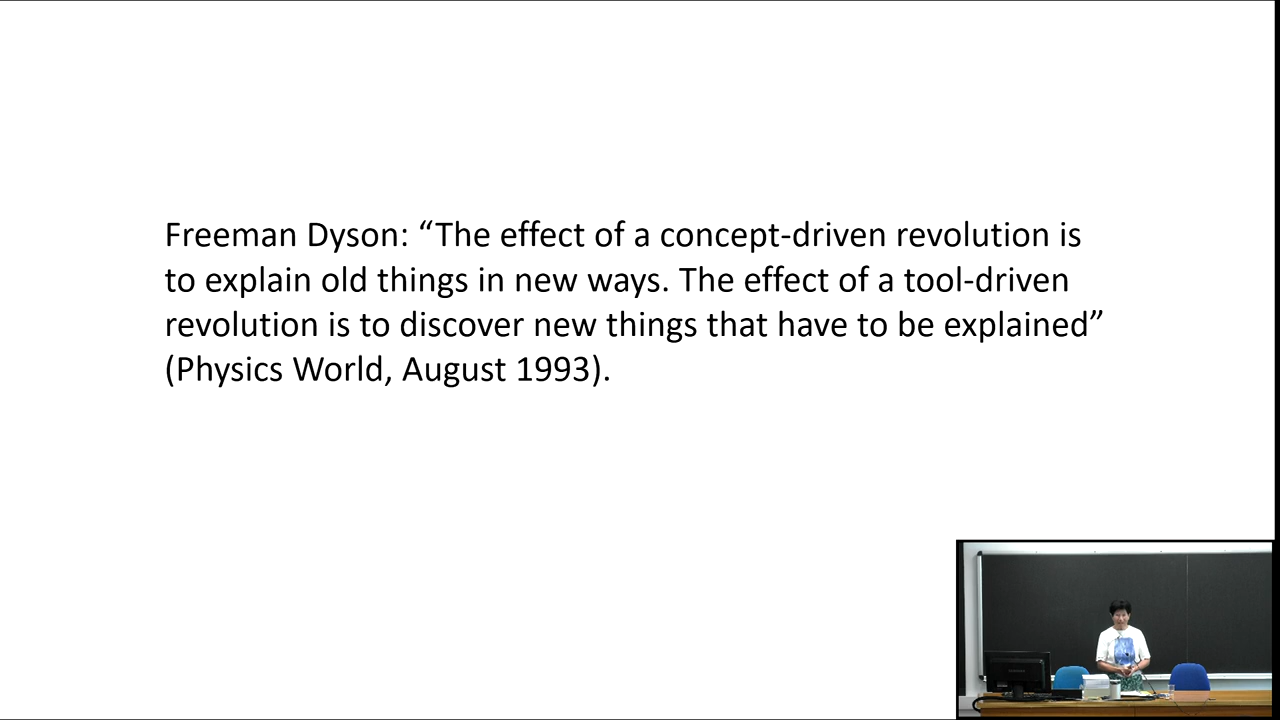 Freeman Dyson: “The effect of a concept-driven revolution is
to explain old things in new ways. The effect of a tool-driven
revolution is to discover new things that have to be explained”
(Physics World, August 1993).